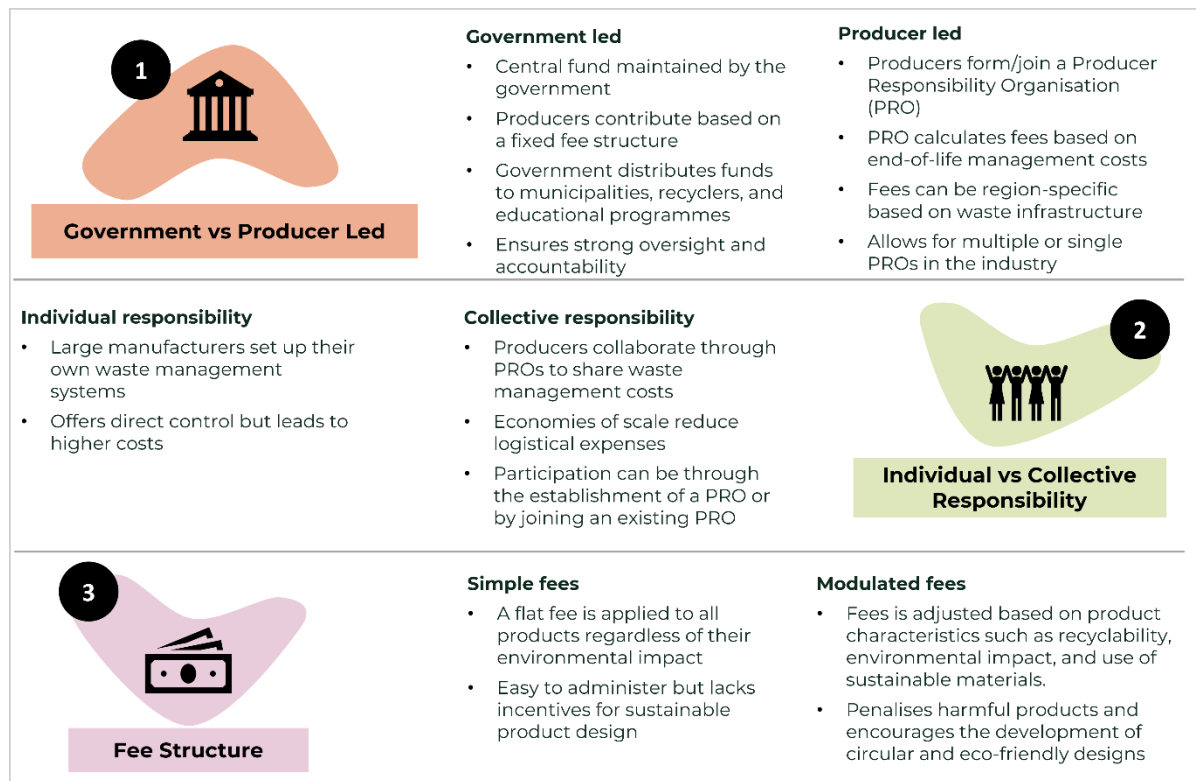 1
Government vs Producer Led
Government led
• Central fund maintained by the
government
• Producers contribute based on
a fixed fee structure
• Government distributes funds
to municipalities, recyclers, and
educational programmes
• Ensures strong oversight and
accountability
Producer led
• Producers form/join a Producer
Responsibility Organisation
(PRO)
• PRO calculates fees based on
end-of-life management costs
• Fees can be region-specific
based on waste infrastructure
• Allows for multiple or single
PROs in the industry
Individual responsibility
• Large manufacturers set up their
own waste management
systems
• Offers direct control but leads to
higher costs
Collective responsibility
• Producers collaborate through
PROs to share waste
management costs
• Economies of scale reduce
logistical expenses
• Participation can be through
the establishment of a PRO or
by joining an existing PRO
2
Individual vs Collective
Responsibility
3
Fee Structure
Simple fees
• A flat fee is applied to all
products regardless of their
environmental impact
• Easy to administer but lacks
incentives for sustainable
product design
Modulated fees
• Fees is adjusted based on product
characteristics such as recyclability,
environmental impact, and use of
sustainable materials.
• Penalises harmful products and
encourages the development of
circular and eco-friendly designs